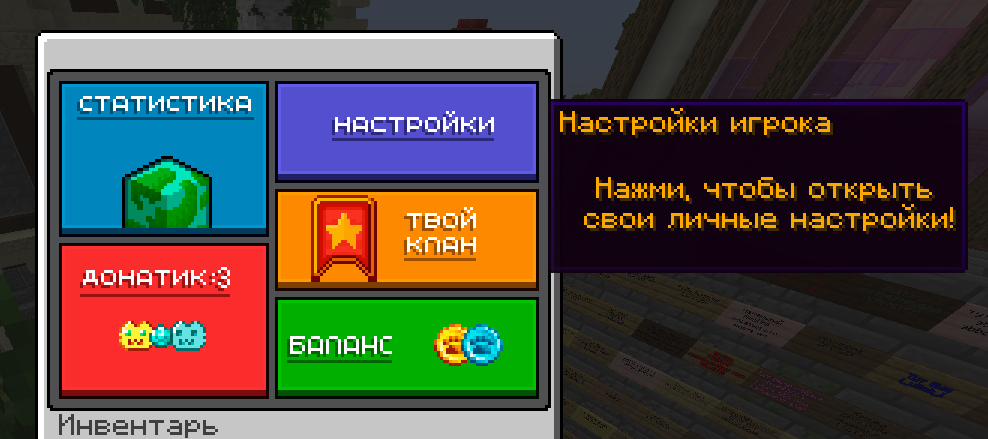 СТАТИСТИКА
НАСТРОЙКИ
ТВОЙ
КЛАН
ДОНАТИК:3
БАЛАНС
Инвентарь
Настройки игрока
Нажми, чтобы открыть
свои личные настройки!